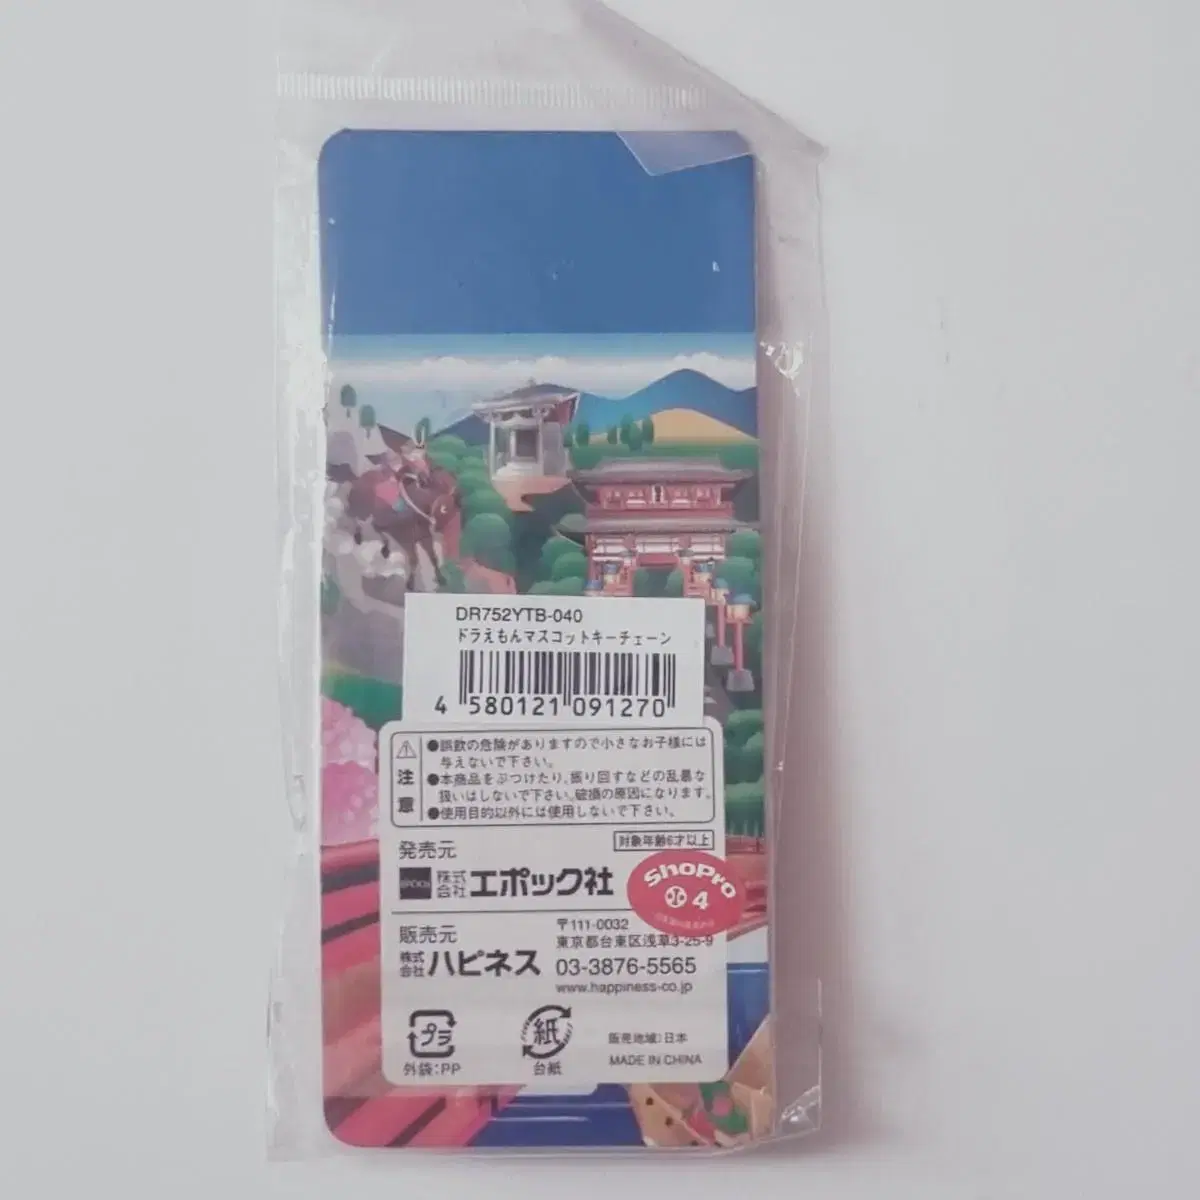 DR752YTB-040
ドラえもんマスコットキーチェーン
4 580121 091270
注意
●誤飲の危険がありますので小さなお子様には
与えないで下さい。
●本商品をぶつけたり、振り回すなどの乱暴な
扱いはしないで下さい。破損の原因になります。
●使用目的以外には使用しないで下さい。
対象年齢6才以上
発売元
EPOCH 株式会社 エポック社
ShoPro
4
販売元
株式会社 ハピネス
〒111-0032
東京都台東区浅草3-25-9
03-3876-5565
www.happiness-co.jp
プラ
外袋:PP
紙
台紙
販売地域:日本
MADE IN CHINA